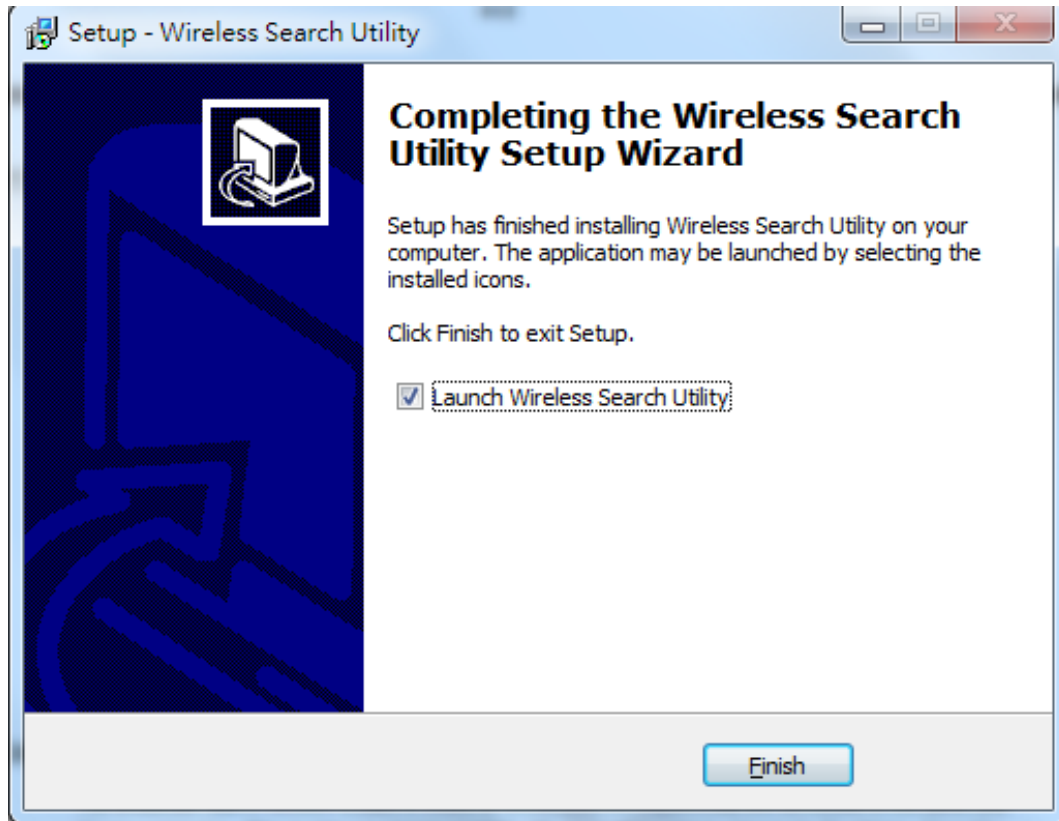 Setup - Wireless Search Utility
Completing the Wireless Search
Utility Setup Wizard
Setup has finished installing Wireless Search Utility on your
computer. The application may be launched by selecting the
installed icons.
Click Finish to exit Setup.
Launch Wireless Search Utility
Finish